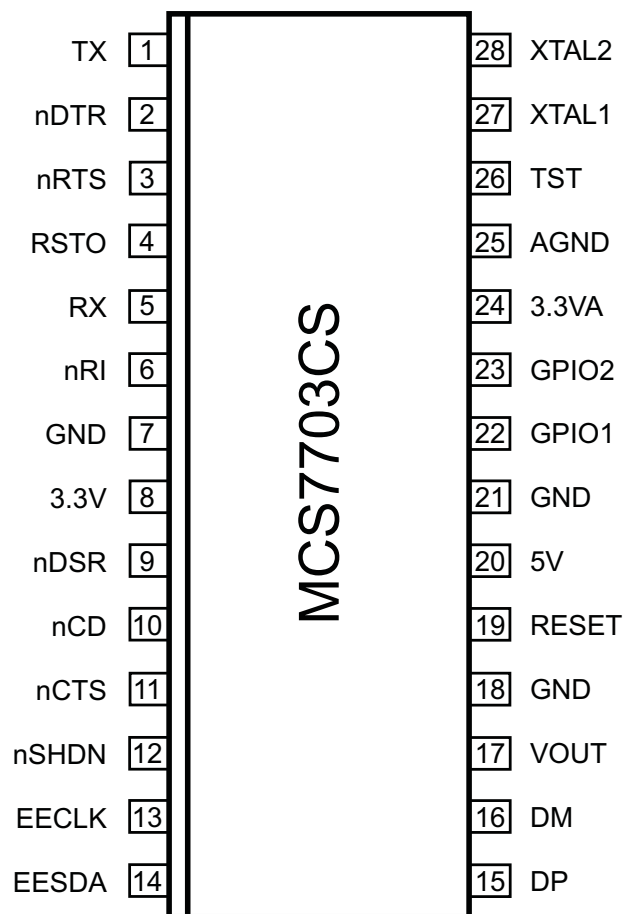 TX 1 28 XTAL2
nDTR 2 27 XTAL1
nRTS 3 26 TST
RSTO 4 25 AGND
RX 5 24 3.3VA
nRI 6 23 GPIO2
GND 7 22 GPIO1
3.3V 8 21 GND
nDSR 9 20 5V
nCD 10 19 RESET
nCTS 11 18 GND
nSHDN 12 17 VOUT
EECLK 13 16 DM
EESDA 14 15 DP
MCS7703CS